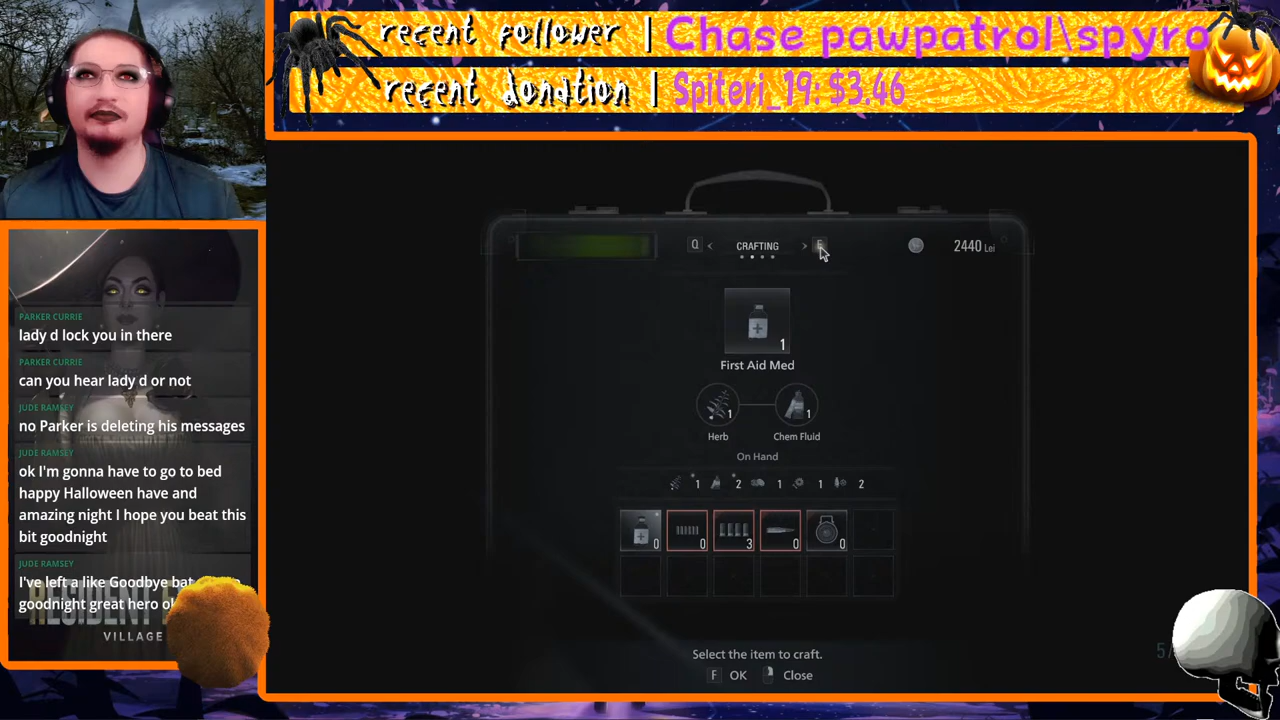 recent follower | Chase pawpatrol\spyro
recent donation | Spiteri_19: $3.46
PARKER CURRIE
lady d lock you in there
PARKER CURRIE
can you hear lady d or not
JUDE RAMSEY
no Parker is deleting his messages
JUDE RAMSEY
ok I'm gonna have to go to bed
happy Halloween have and
amazing night I hope you beat this
bit goodnight
JUDE RAMSEY
I've left a like Goodbye bat
goodnight great hero
VILLAGE
Q < CRAFTING >
2440 Lei
1
First Aid Med
1 1
Herb Chem Fluid
On Hand
1 2 1 1 2
0 0 3 0 0
Select the item to craft.
F OK Close